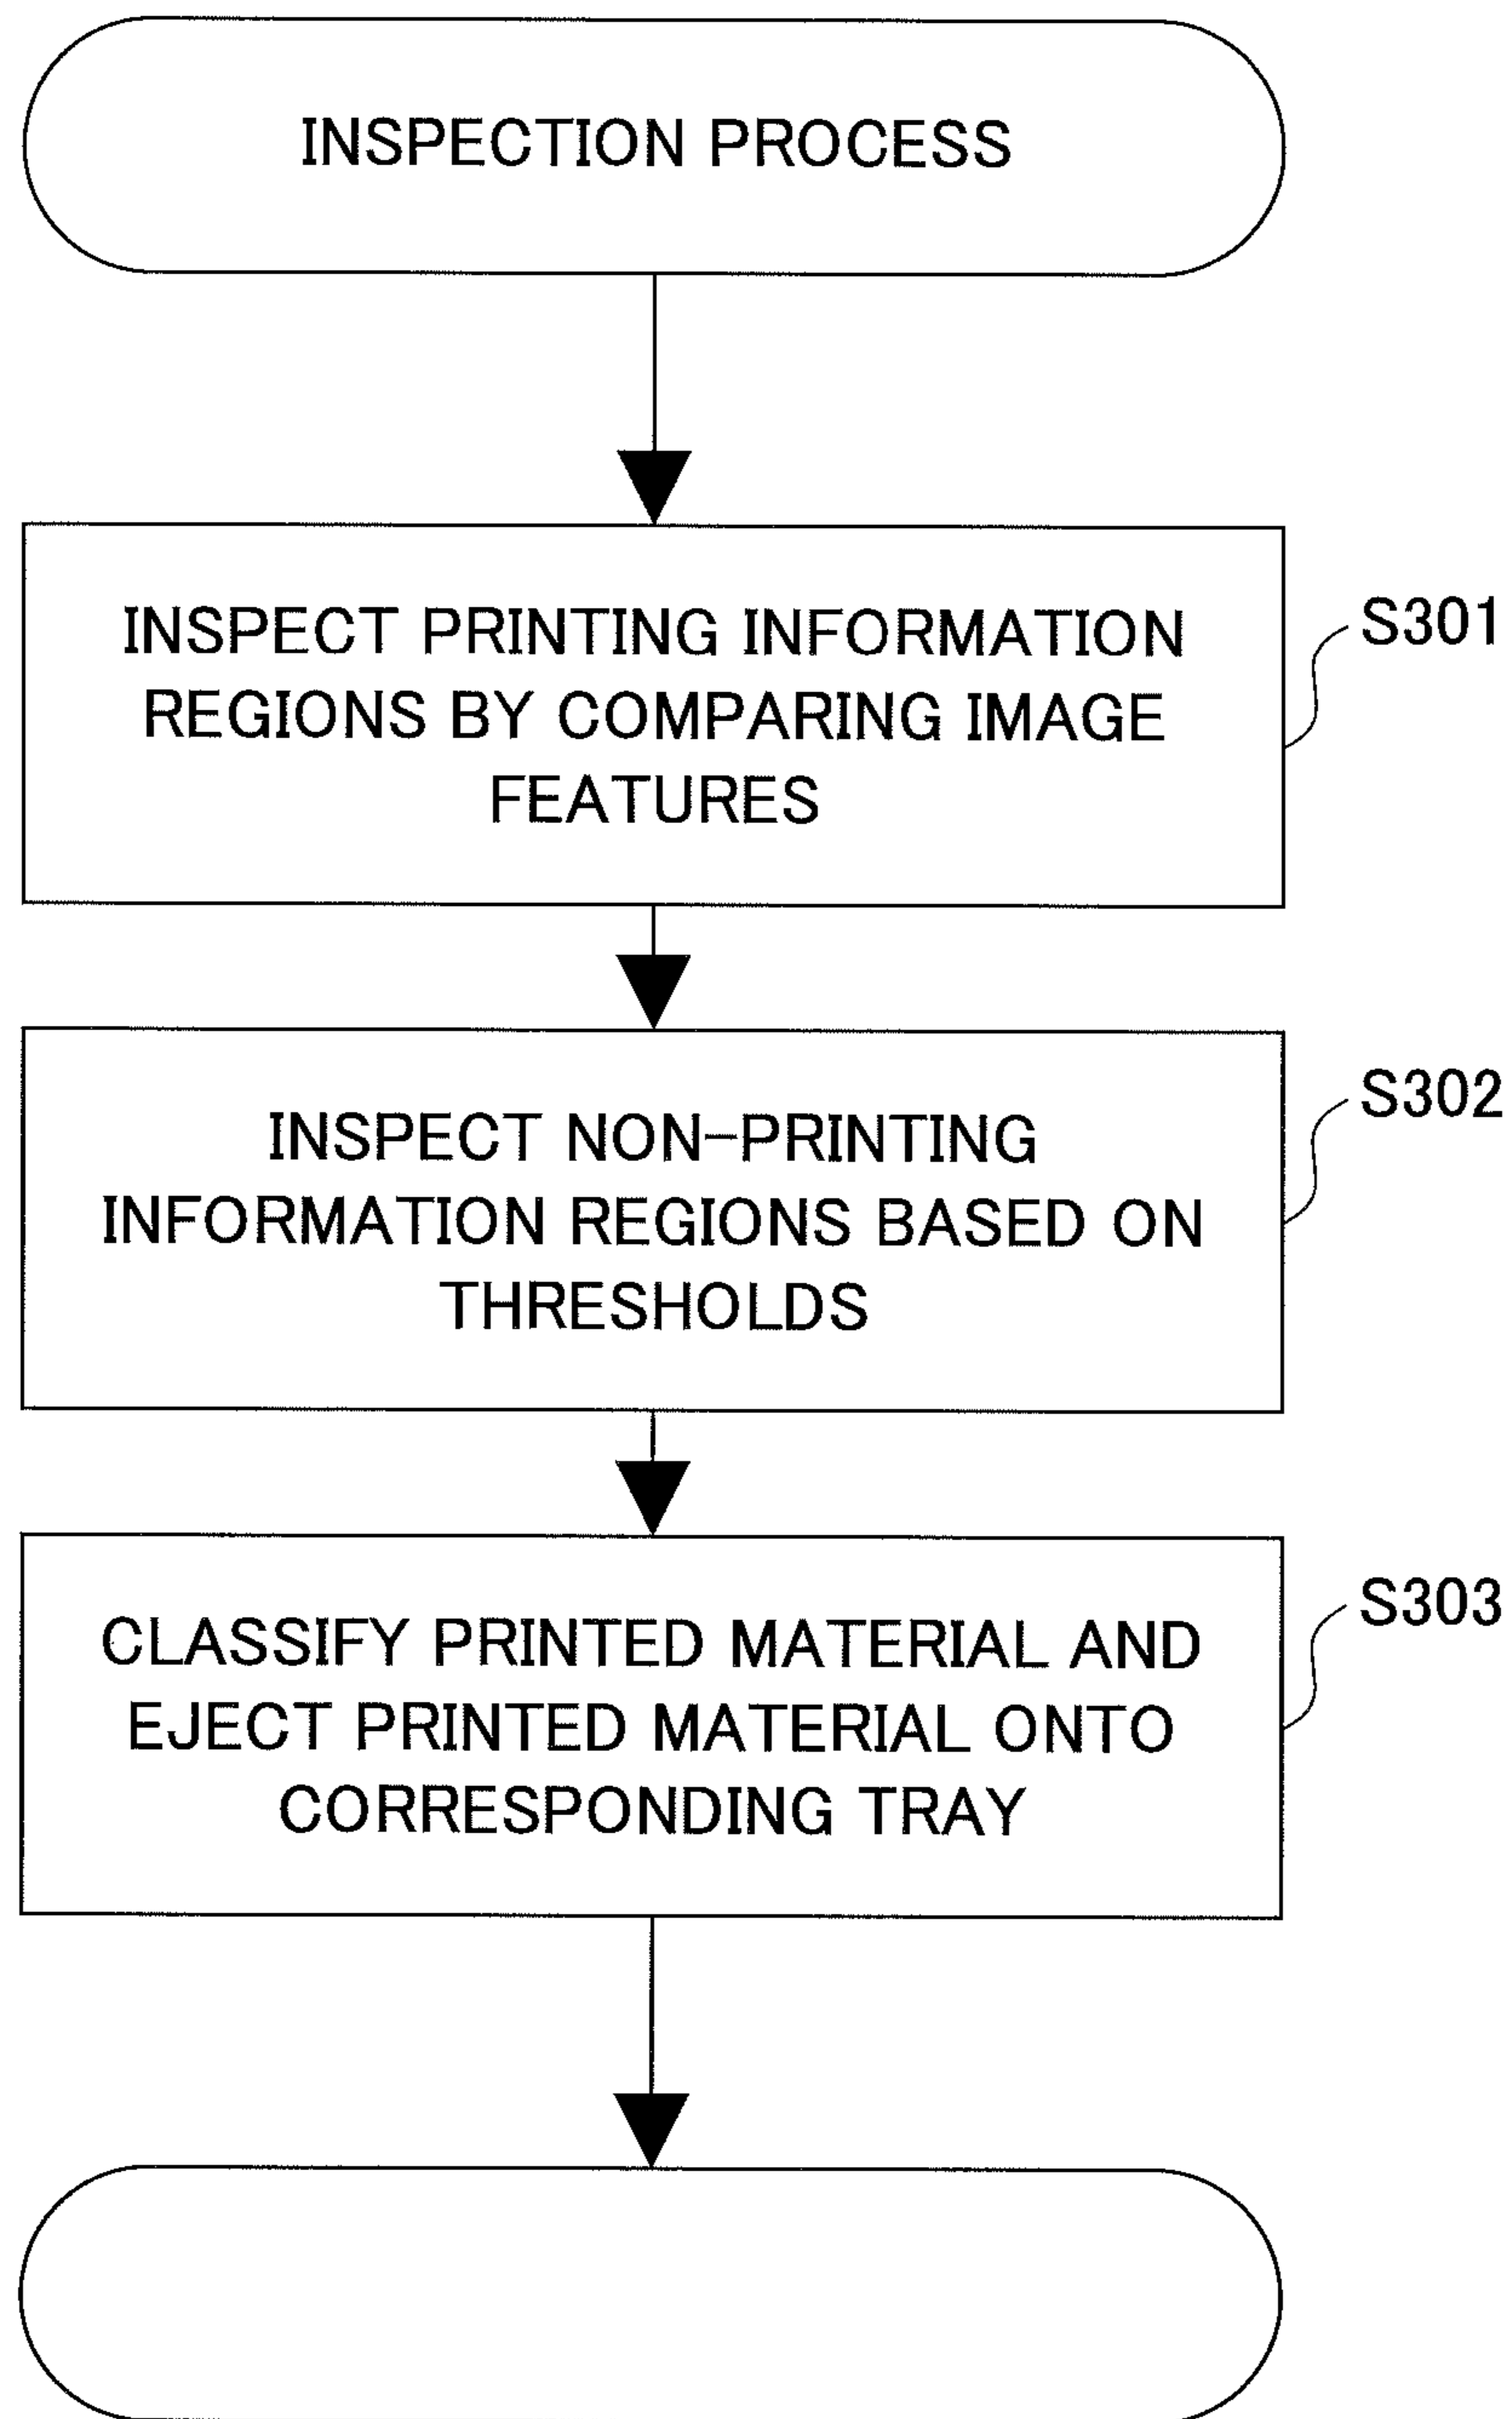 INSPECTION PROCESS
INSPECT PRINTING INFORMATION
REGIONS BY COMPARING IMAGE
FEATURES
S301
INSPECT NON-PRINTING
INFORMATION REGIONS BASED ON
THRESHOLDS
S302
CLASSIFY PRINTED MATERIAL AND
EJECT PRINTED MATERIAL ONTO
CORRESPONDING TRAY
S303